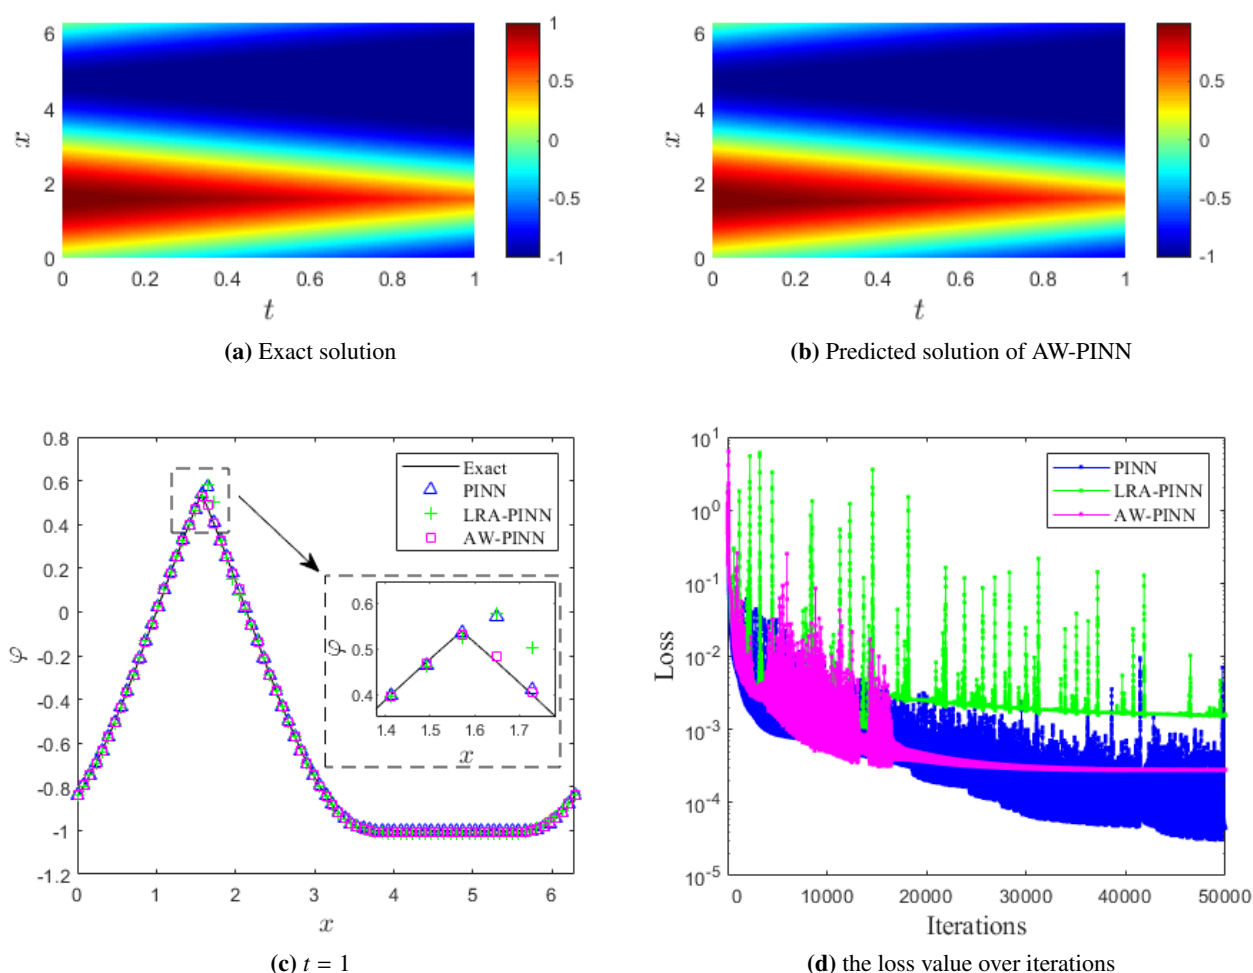 6
4
2
0
x
0 0.2 0.4 0.6 0.8 1
t
1
0.5
0
-0.5
-1
(a) Exact solution
6
4
2
0
x
0 0.2 0.4 0.6 0.8 1
t
0.5
0
-0.5
-1
(b) Predicted solution of AW-PINN
0.8
0.6
0.4
0.2
0
-0.2
-0.4
-0.6
-0.8
-1
-1.2
φ
0 1 2 3 4 5 6
x
Exact
PINN
LRA-PINN
AW-PINN
0.6
0.5
0.4
φ
1.4 1.5 1.6 1.7
x
(c) t = 1
10^1
10^0
10^-1
10^-2
10^-3
10^-4
10^-5
Loss
0 10000 20000 30000 40000 50000
Iterations
PINN
LRA-PINN
AW-PINN
(d) the loss value over iterations